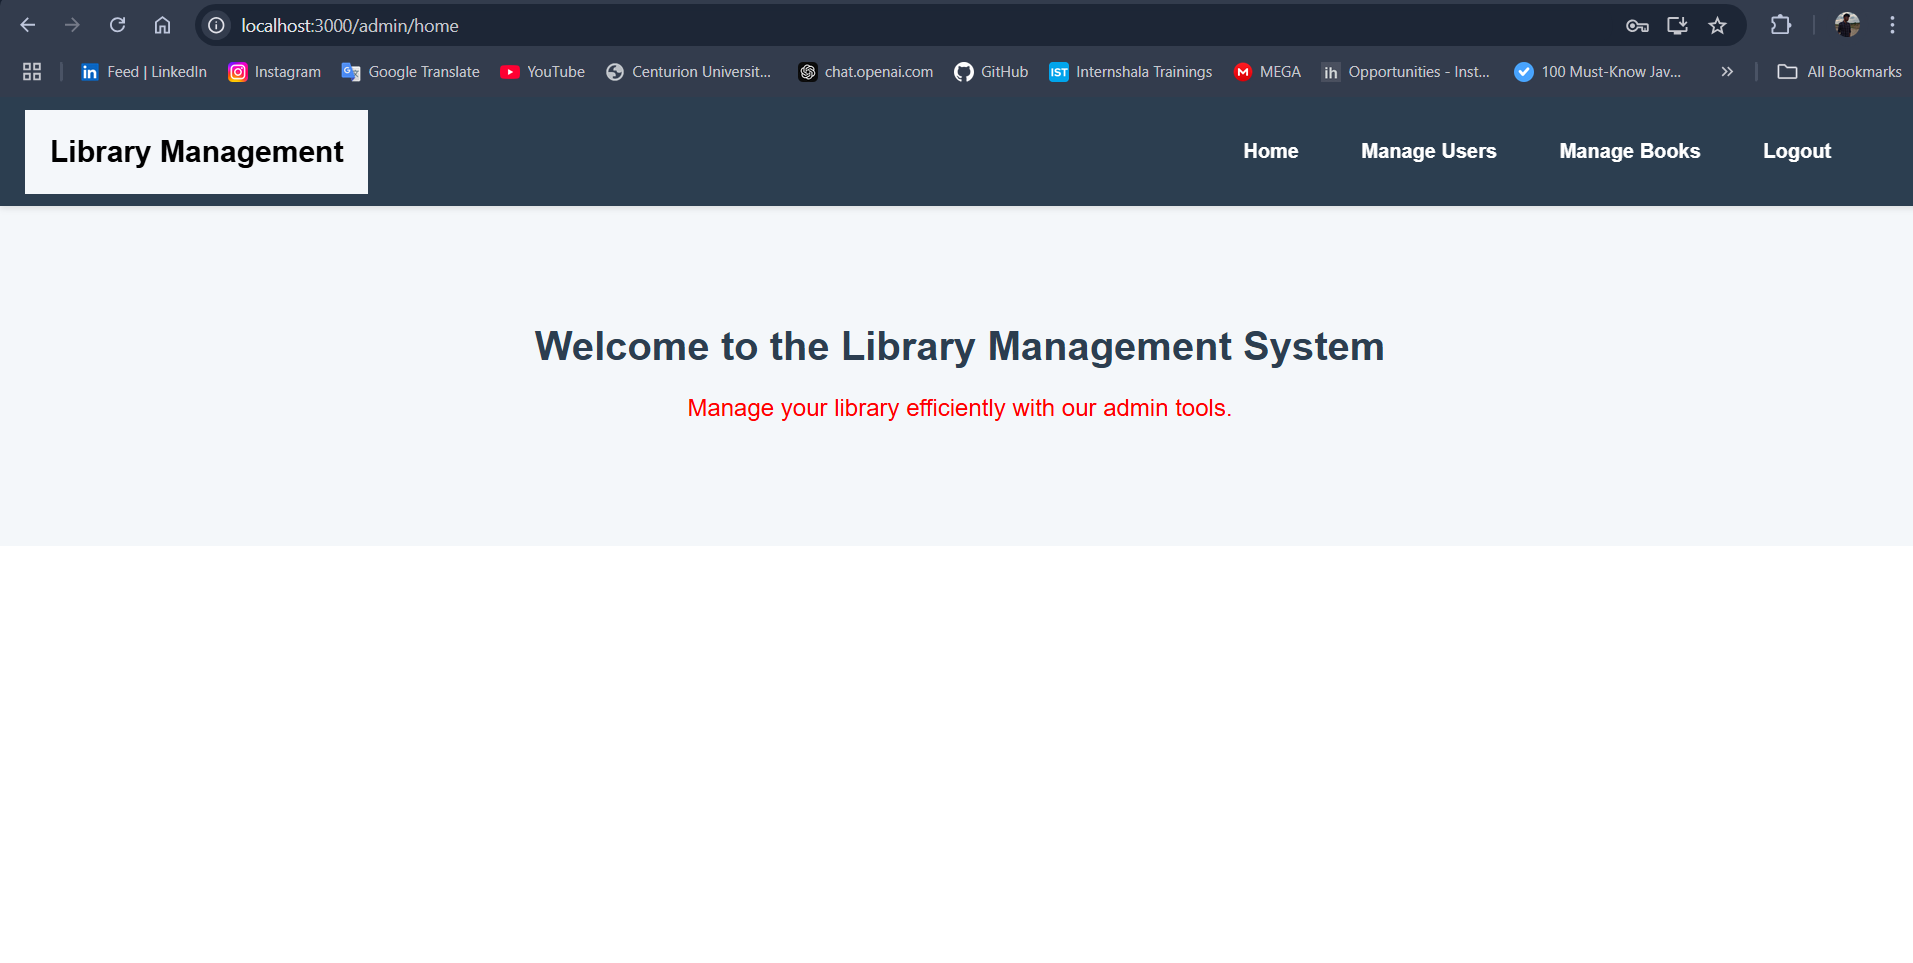 localhost:3000/admin/home
Feed | LinkedIn Instagram Google Translate YouTube Centurion Universit... chat.openai.com GitHub IST Internshala Trainings M MEGA ih Opportunities - Inst... 100 Must-Know Jav... All Bookmarks
Library Management Home Manage Users Manage Books Logout
Welcome to the Library Management System
Manage your library efficiently with our admin tools.